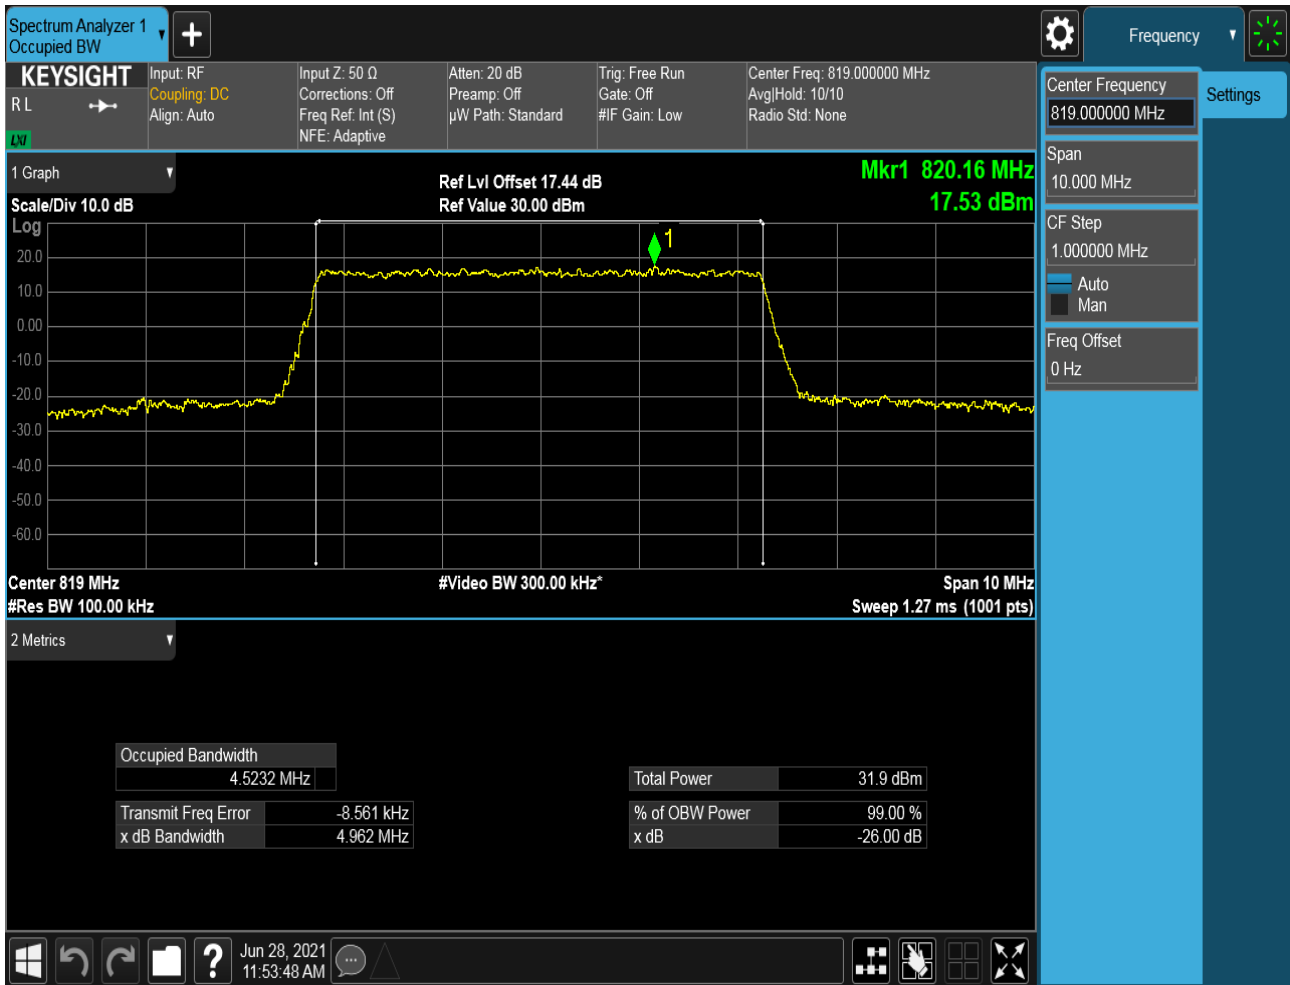 Spectrum Analyzer 1
Occupied BW
+
Frequency
KEYSIGHT
R L
LXI
Input: RF
Coupling: DC
Align: Auto
Input Z: 50 Ω
Corrections: Off
Freq Ref: Int (S)
NFE: Adaptive
Atten: 20 dB
Preamp: Off
µW Path: Standard
Trig: Free Run
Gate: Off
#IF Gain: Low
Center Freq: 819.000000 MHz
Avg|Hold: 10/10
Radio Std: None
Center Frequency
819.000000 MHz
Settings
Span
10.000 MHz
CF Step
1.000000 MHz
Auto
Man
Freq Offset
0 Hz
1 Graph
Ref Lvl Offset 17.44 dB
Mkr1 820.16 MHz
Scale/Div 10.0 dB
Ref Value 30.00 dBm
17.53 dBm
Log
1
20.0
10.0
0.00
-10.0
-20.0
-30.0
-40.0
-50.0
-60.0
Center 819 MHz
#Video BW 300.00 kHz*
Span 10 MHz
#Res BW 100.00 kHz
Sweep 1.27 ms (1001 pts)
2 Metrics
Occupied Bandwidth
4.5232 MHz
Total Power 31.9 dBm
Transmit Freq Error -8.561 kHz
% of OBW Power 99.00 %
x dB Bandwidth 4.962 MHz
x dB -26.00 dB
?
Jun 28, 2021
11:53:48 AM